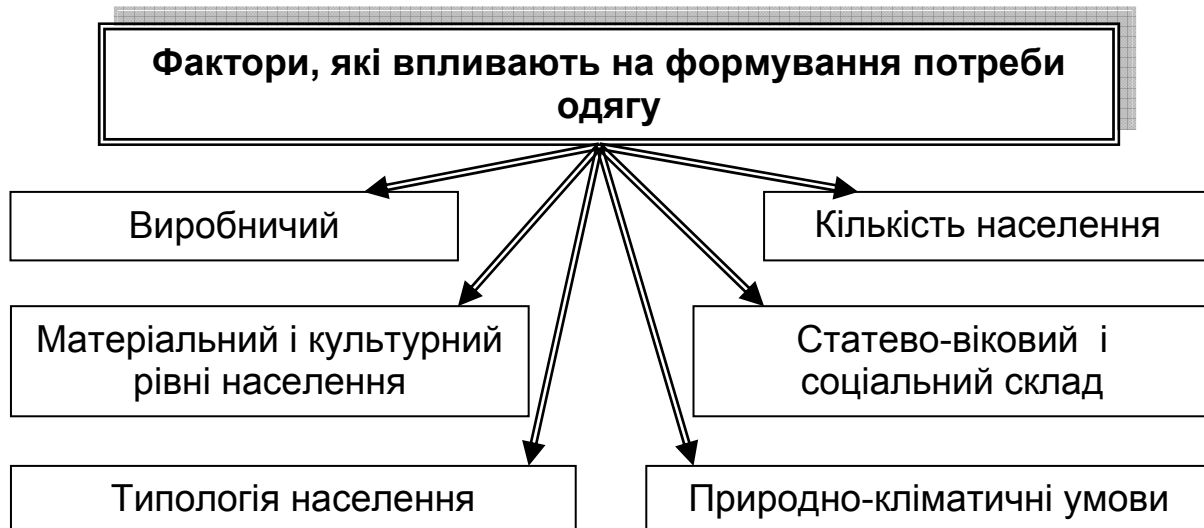 Фактори, які впливають на формування потреби
одягу
Виробничий
Кількість населення
Матеріальний і культурний
рівні населення
Статево-віковий і
соціальний склад
Типологія населення
Природно-кліматичні умови